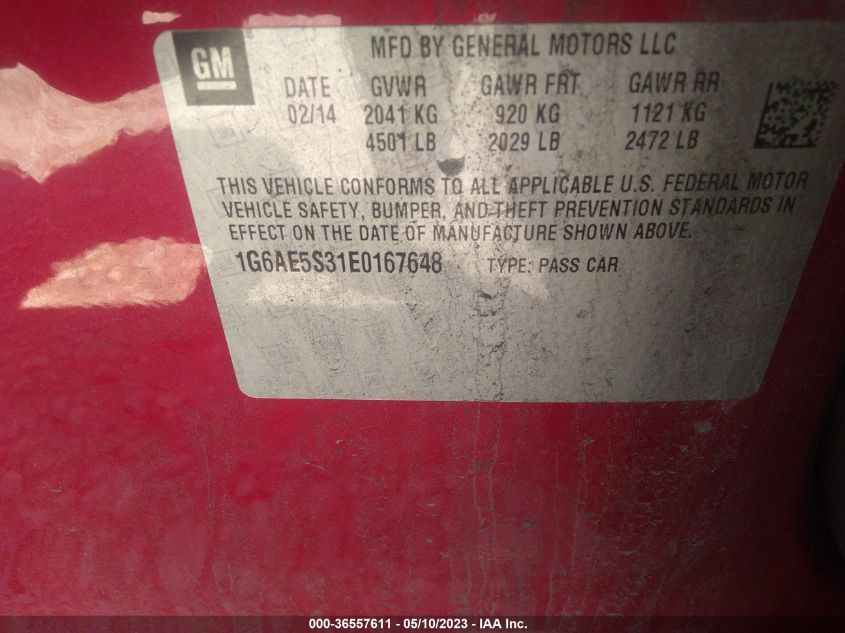 GM
MFD BY GENERAL MOTORS LLC
DATE GVWR GAWR FRT GAWR RR
02/14 2041 KG 920 KG 1121 KG
4501 LB 2029 LB 2472 LB
THIS VEHICLE CONFORMS TO ALL APPLICABLE U.S. FEDERAL MOTOR
VEHICLE SAFETY, BUMPER, AND THEFT PREVENTION STANDARDS IN
EFFECT ON THE DATE OF MANUFACTURE SHOWN ABOVE.
1G6AE5S31E0167648 TYPE: PASS CAR
000-36557611 - 05/10/2023 - IAA Inc.